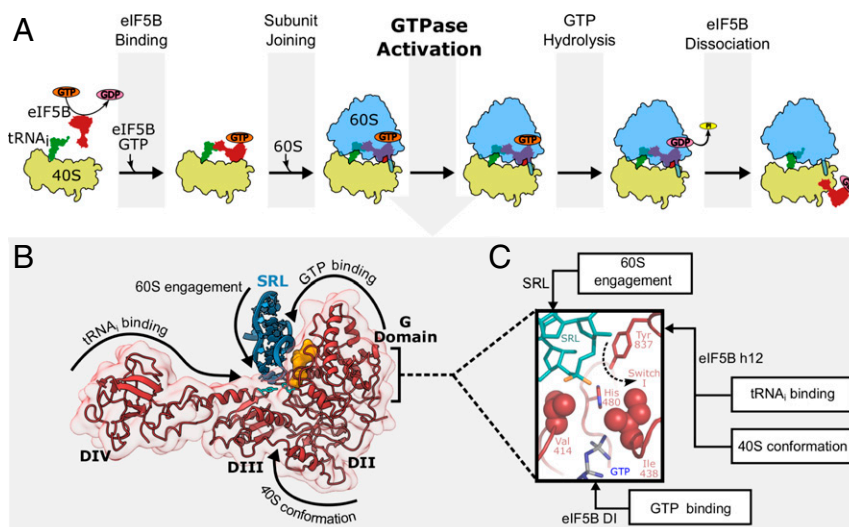 A
eIF5B
Binding
Subunit
Joining
GTPase
Activation
GTP
Hydrolysis
eIF5B
Dissociation
GTP
GDP
eIF5B
tRNAi
40S
eIF5B
GTP
GTP
60S
60S
GTP
GTP
GDP
Pi
B
60S engagement
SRL
GTP binding
tRNAi binding
G
Domain
DIV
DIII
DII
40S conformation
C
60S
engagement
SRL
SRL
Tyr
837
Switch
I
His
480
Val
414
GTP
Ile
438
eIF5B h12
tRNAi binding
40S conformation
eIF5B DI
GTP binding